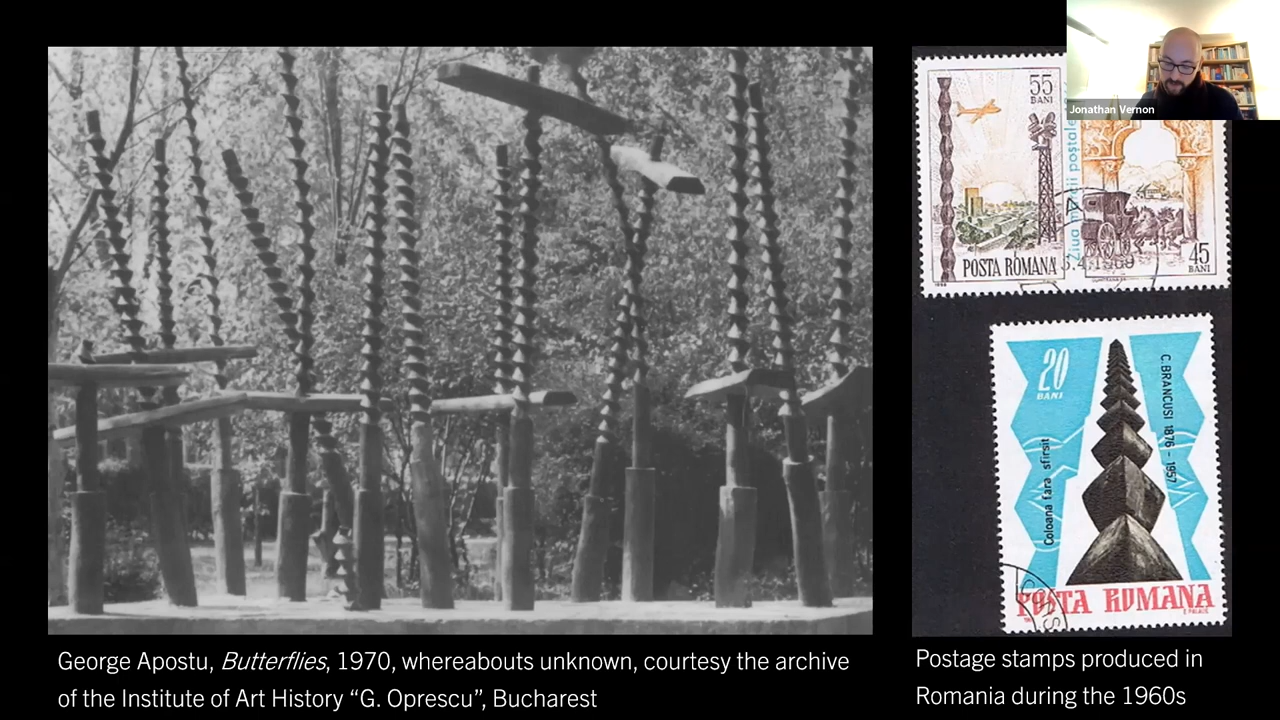 Jonathan Vernon
55
BANI
Ziua
POSTA ROMANA
45
BANI
20
BANI
C. BRANCUSI 1876 - 1957
Coloana fara sfirsit
POSTA ROMANA
George Apostu, Butterflies, 1970, whereabouts unknown, courtesy the archive
of the Institute of Art History “G. Oprescu”, Bucharest
Postage stamps produced in
Romania during the 1960s